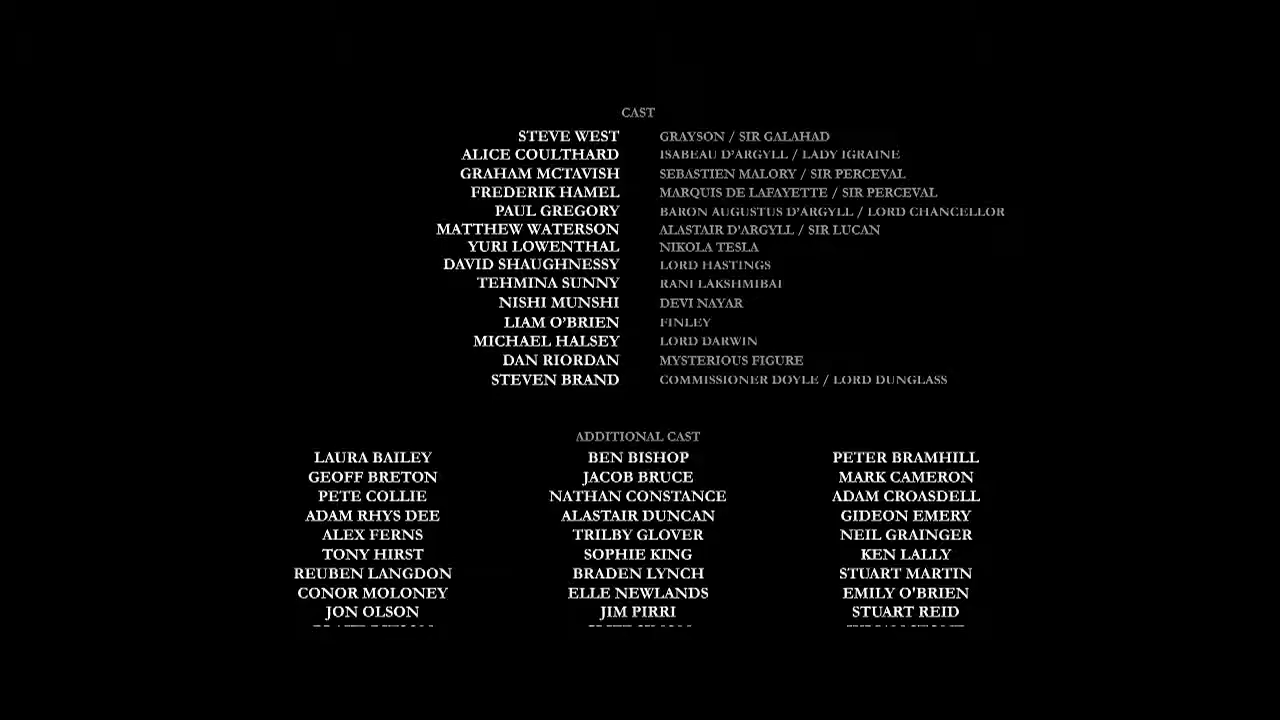 CAST
STEVE WEST GRAYSON / SIR GALAHAD
ALICE COULTHARD ISABEAU D'ARGYLL / LADY IGRAINE
GRAHAM MCTAVISH SEBASTIEN MALORY / SIR PERCEVAL
FREDERIK HAMEL MARQUIS DE LAFAYETTE / SIR PERCEVAL
PAUL GREGORY BARON AUGUSTUS D'ARGYLL / LORD CHANCELLOR
MATTHEW WATERSON ALASTAIR D'ARGYLL / SIR LUCAN
YURI LOWENTHAL NIKOLA TESLA
DAVID SHAUGHNESSY LORD HASTINGS
TEHMINA SUNNY RANI LAKSHMIBAI
NISHI MUNSHI DEVI NAYAR
LIAM O'BRIEN FINLEY
MICHAEL HALSEY LORD DARWIN
DAN RIORDAN MYSTERIOUS FIGURE
STEVEN BRAND COMMISSIONER DOYLE / LORD DUNGLASS
ADDITIONAL CAST
LAURA BAILEY BEN BISHOP PETER BRAMHILL
GEOFF BRETON JACOB BRUCE MARK CAMERON
PETE COLLIE NATHAN CONSTANCE ADAM CROASDELL
ADAM RHYS DEE ALASTAIR DUNCAN GIDEON EMERY
ALEX FERNS TRILBY GLOVER NEIL GRAINGER
TONY HIRST SOPHIE KING KEN LALLY
REUBEN LANGDON BRADEN LYNCH STUART MARTIN
CONOR MOLONEY ELLE NEWLANDS EMILY O'BRIEN
JON OLSON JIM PIRRI STUART REID